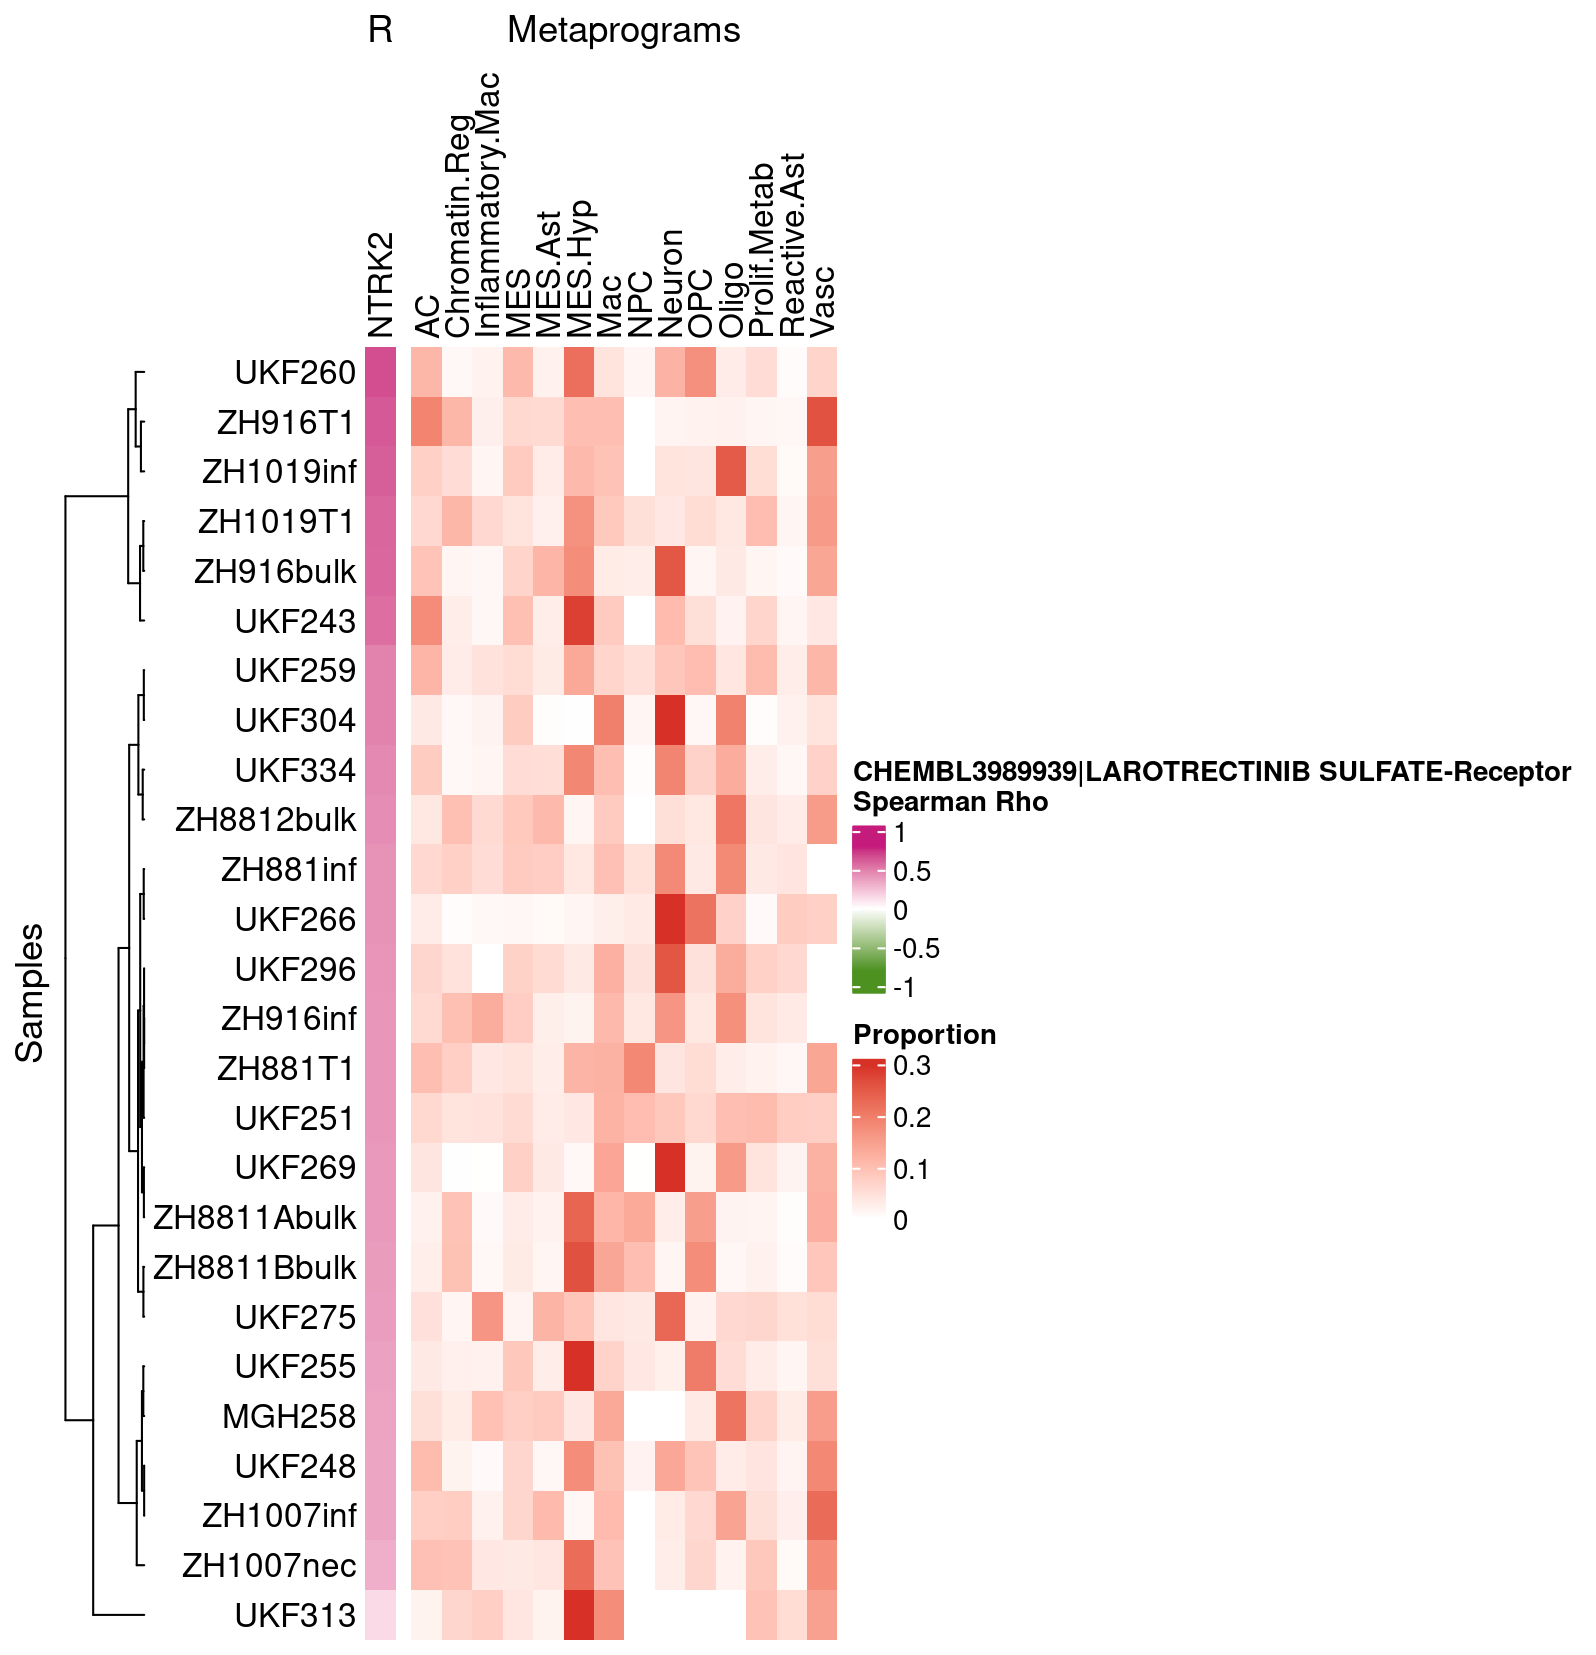 R Metaprograms
NTRK2
AC
Chromatin.Reg
Inflammatory.Mac
MES
MES.Ast
MES.Hyp
Mac
NPC
Neuron
OPC
Oligo
Prolif.Metab
Reactive.Ast
Vasc
Samples
UKF260
ZH916T1
ZH1019inf
ZH1019T1
ZH916bulk
UKF243
UKF259
UKF304
UKF334
ZH8812bulk
ZH881inf
UKF266
UKF296
ZH916inf
ZH881T1
UKF251
UKF269
ZH8811Abulk
ZH8811Bbulk
UKF275
UKF255
MGH258
UKF248
ZH1007inf
ZH1007nec
UKF313
CHEMBL3989939|LAROTRECTINIB SULFATE-Receptor
Spearman Rho
1
0.5
0
-0.5
-1
Proportion
0.3
0.2
0.1
0